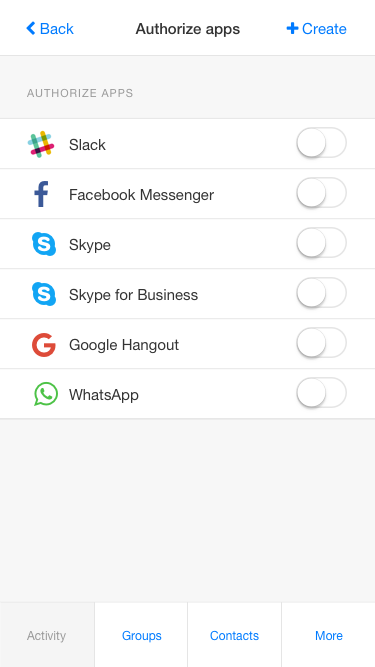 Back Authorize apps Create
AUTHORIZE APPS
Slack
Facebook Messenger
Skype
Skype for Business
Google Hangout
WhatsApp
Activity Groups Contacts More